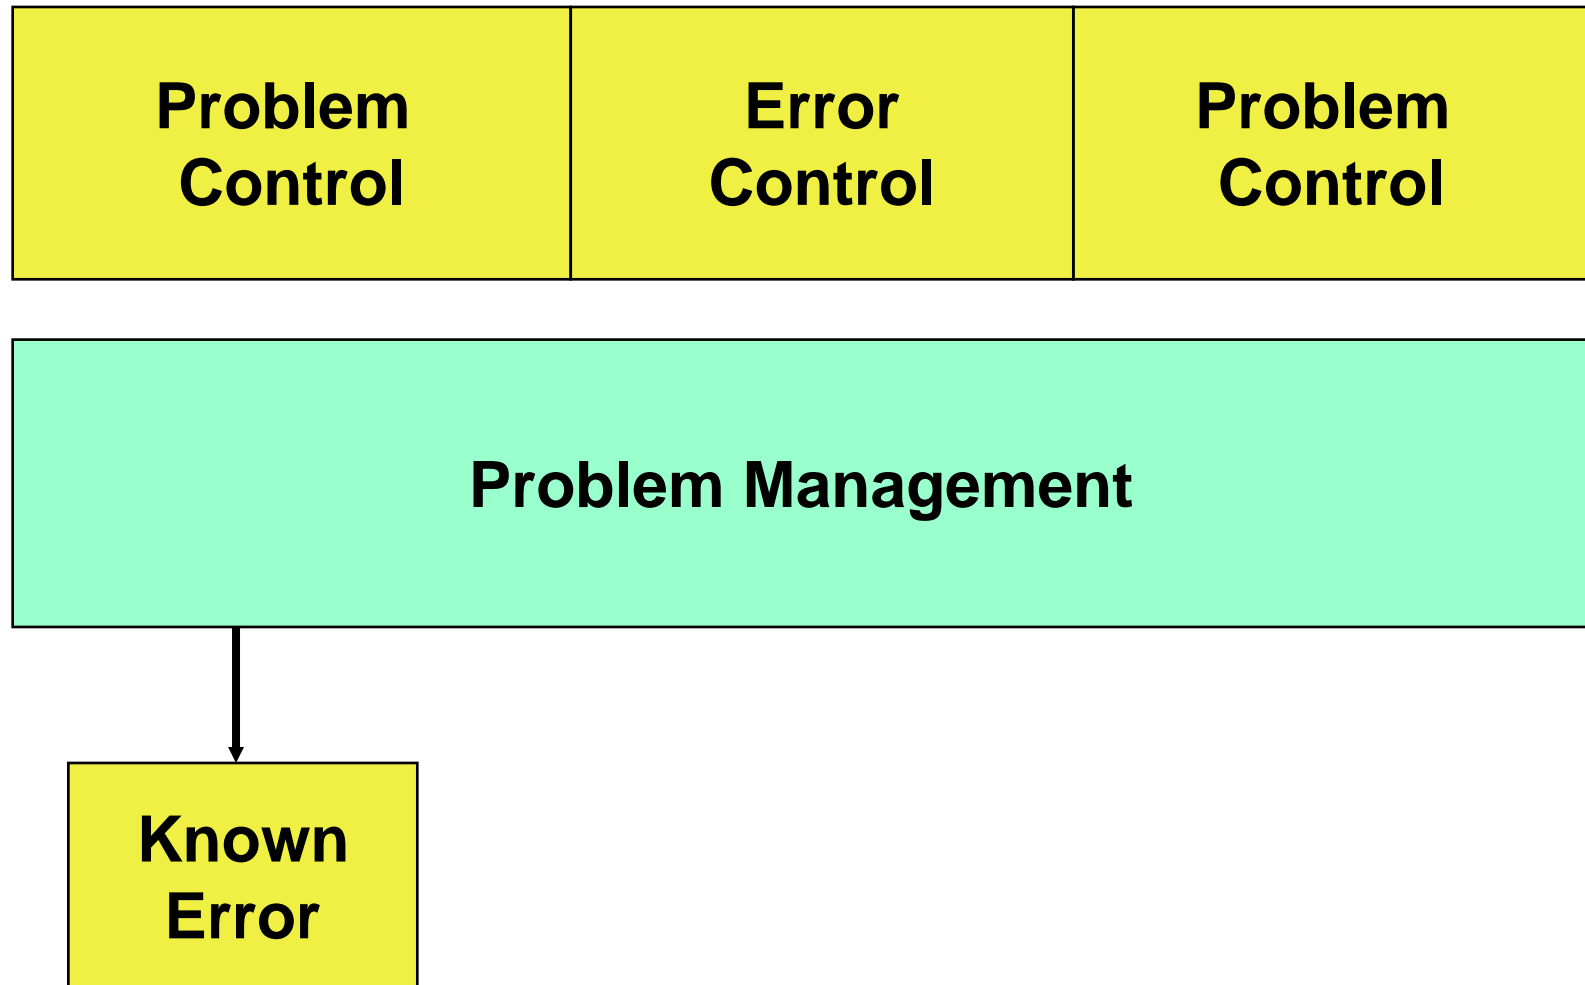 Problem
Control
Error
Control
Problem
Control
Problem Management
Known
Error